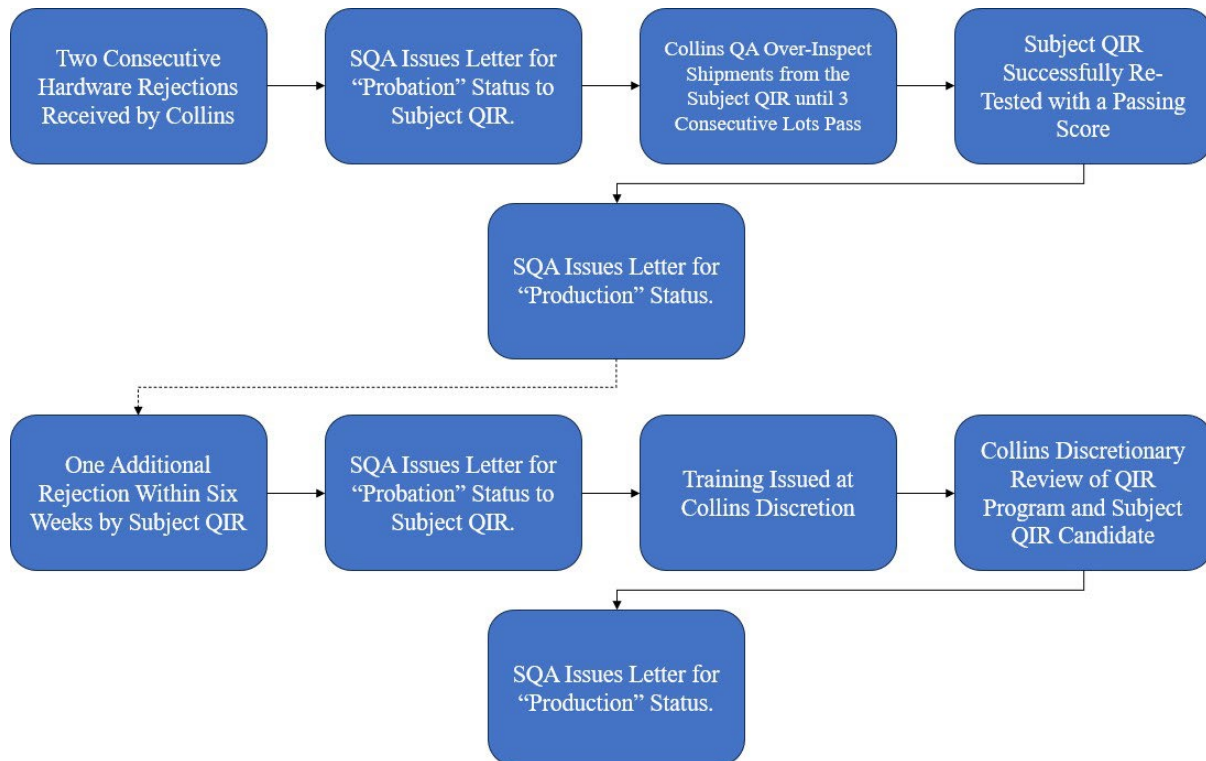 Two Consecutive
Hardware Rejections
Received by Collins
SQA Issues Letter for
“Probation” Status to
Subject QIR.
Collins QA Over-Inspect
Shipments from the
Subject QIR until 3
Consecutive Lots Pass
Subject QIR
Successfully Re-
Tested with a Passing
Score
SQA Issues Letter for
“Production” Status.
One Additional
Rejection Within Six
Weeks by Subject QIR
SQA Issues Letter for
“Probation” Status to
Subject QIR.
Training Issued at
Collins Discretion
Collins Discretionary
Review of QIR
Program and Subject
QIR Candidate
SQA Issues Letter for
“Production” Status.